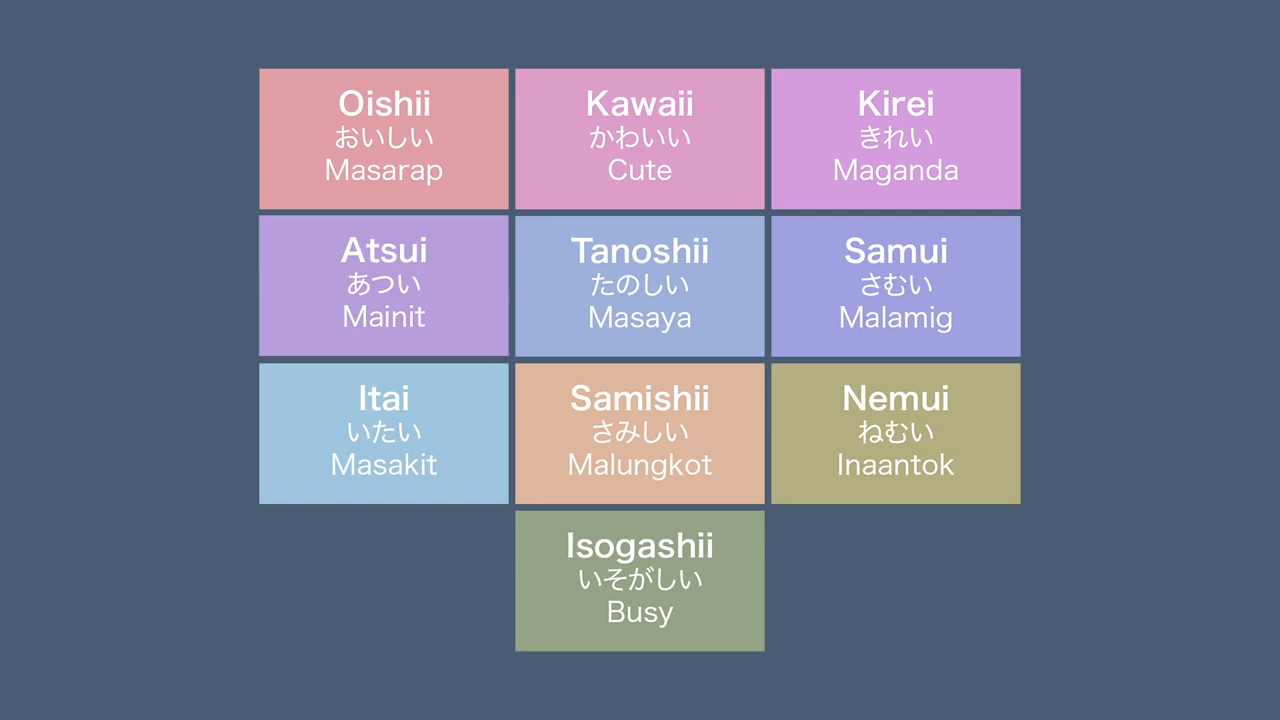 Oishii
おいしい
Masarap
Kawaii
かわいい
Cute
Kirei
きれい
Maganda
Atsui
あつい
Mainit
Tanoshii
たのしい
Masaya
Samui
さむい
Malamig
Itai
いたい
Masakit
Samishii
さみしい
Malungkot
Nemui
ねむい
Inaantok
Isogashii
いそがしい
Busy